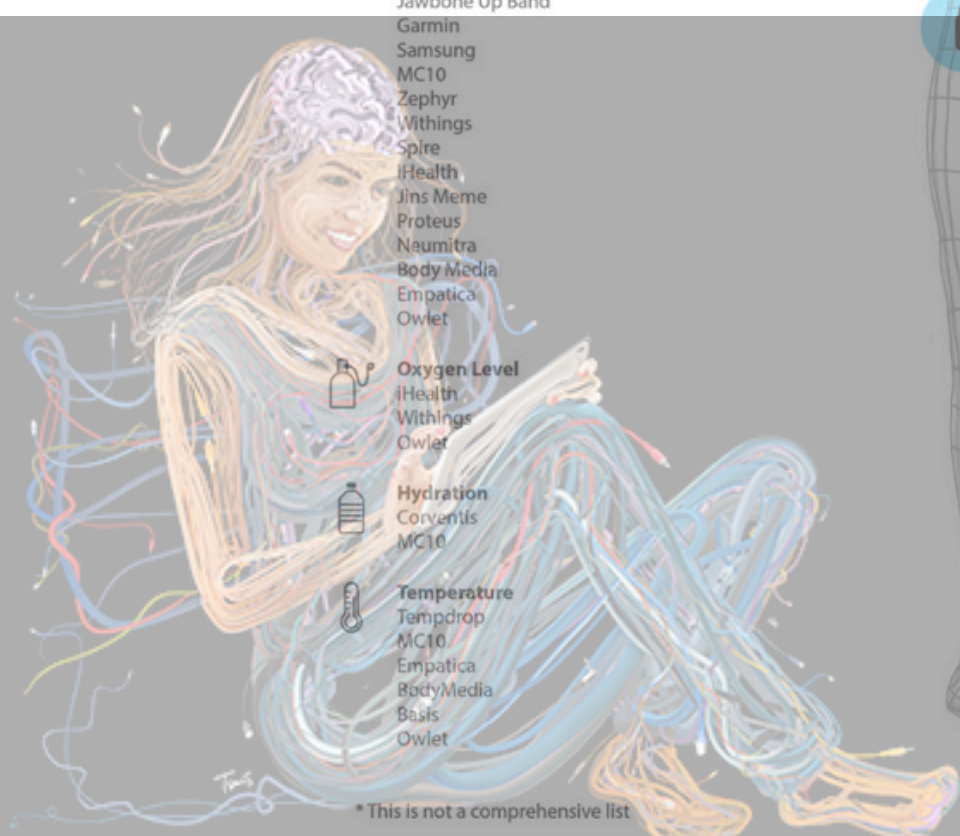 Jawbone Up Band
Garmin
Samsung
MC10
Zephyr
Withings
Spire
iHealth
Jins Meme
Proteus
Neumitra
Body Media
Empatica
Owlet
Oxygen Level
iHealth
Withings
Owlet
Hydration
Corventis
MC10
Temperature
Tempdrop
MC10
Empatica
BodyMedia
Basis
Owlet
* This is not a comprehensive list